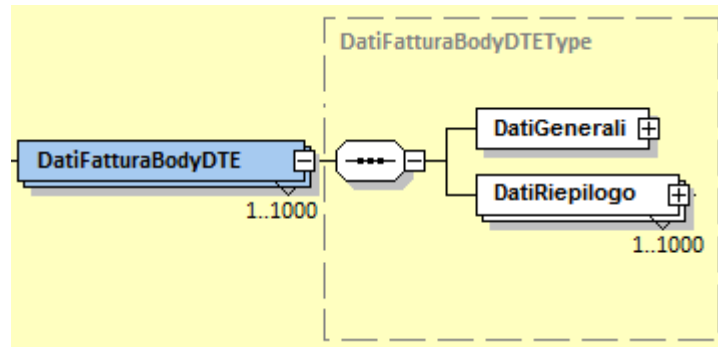 DatiFatturaBodyDTEType
DatiGenerali
DatiFatturaBodyDTE
1..1000
DatiRiepilogo
1..1000